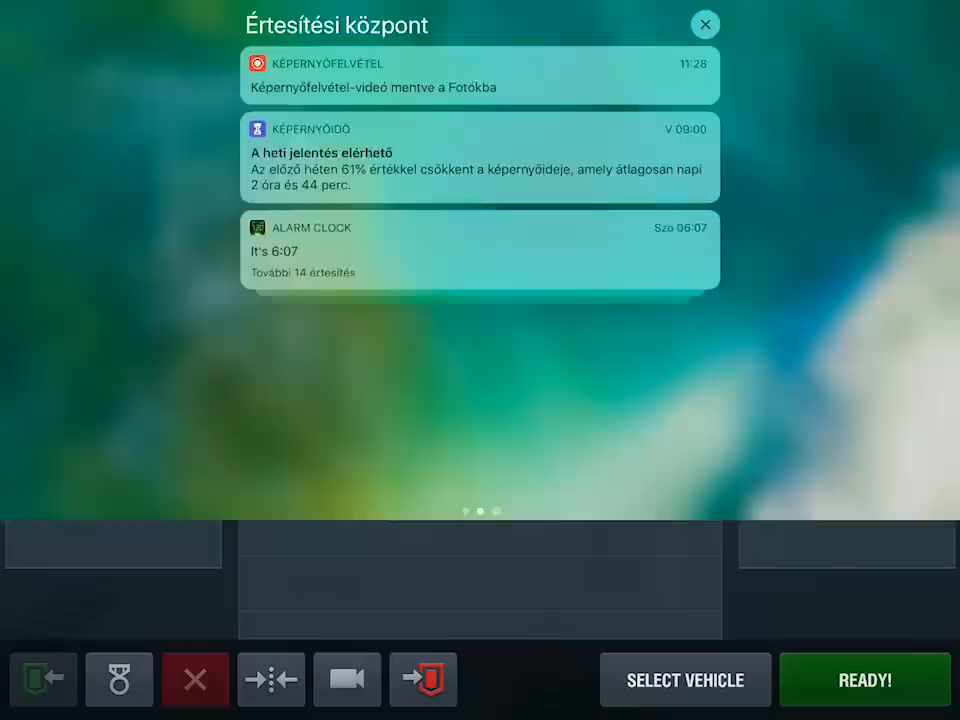 Értesítési központ
KÉPERNYŐFELVÉTEL 11:28
Képernyőfelvétel-videó mentve a Fotókba
KÉPERNYŐIDŐ V 09:00
A heti jelentés elérhető
Az előző héten 61% értékkel csökkent a képernyőideje, amely átlagosan napi
2 óra és 44 perc.
ALARM CLOCK Szo 06:07
It's 6:07
További 14 értesítés
SELECT VEHICLE
READY!